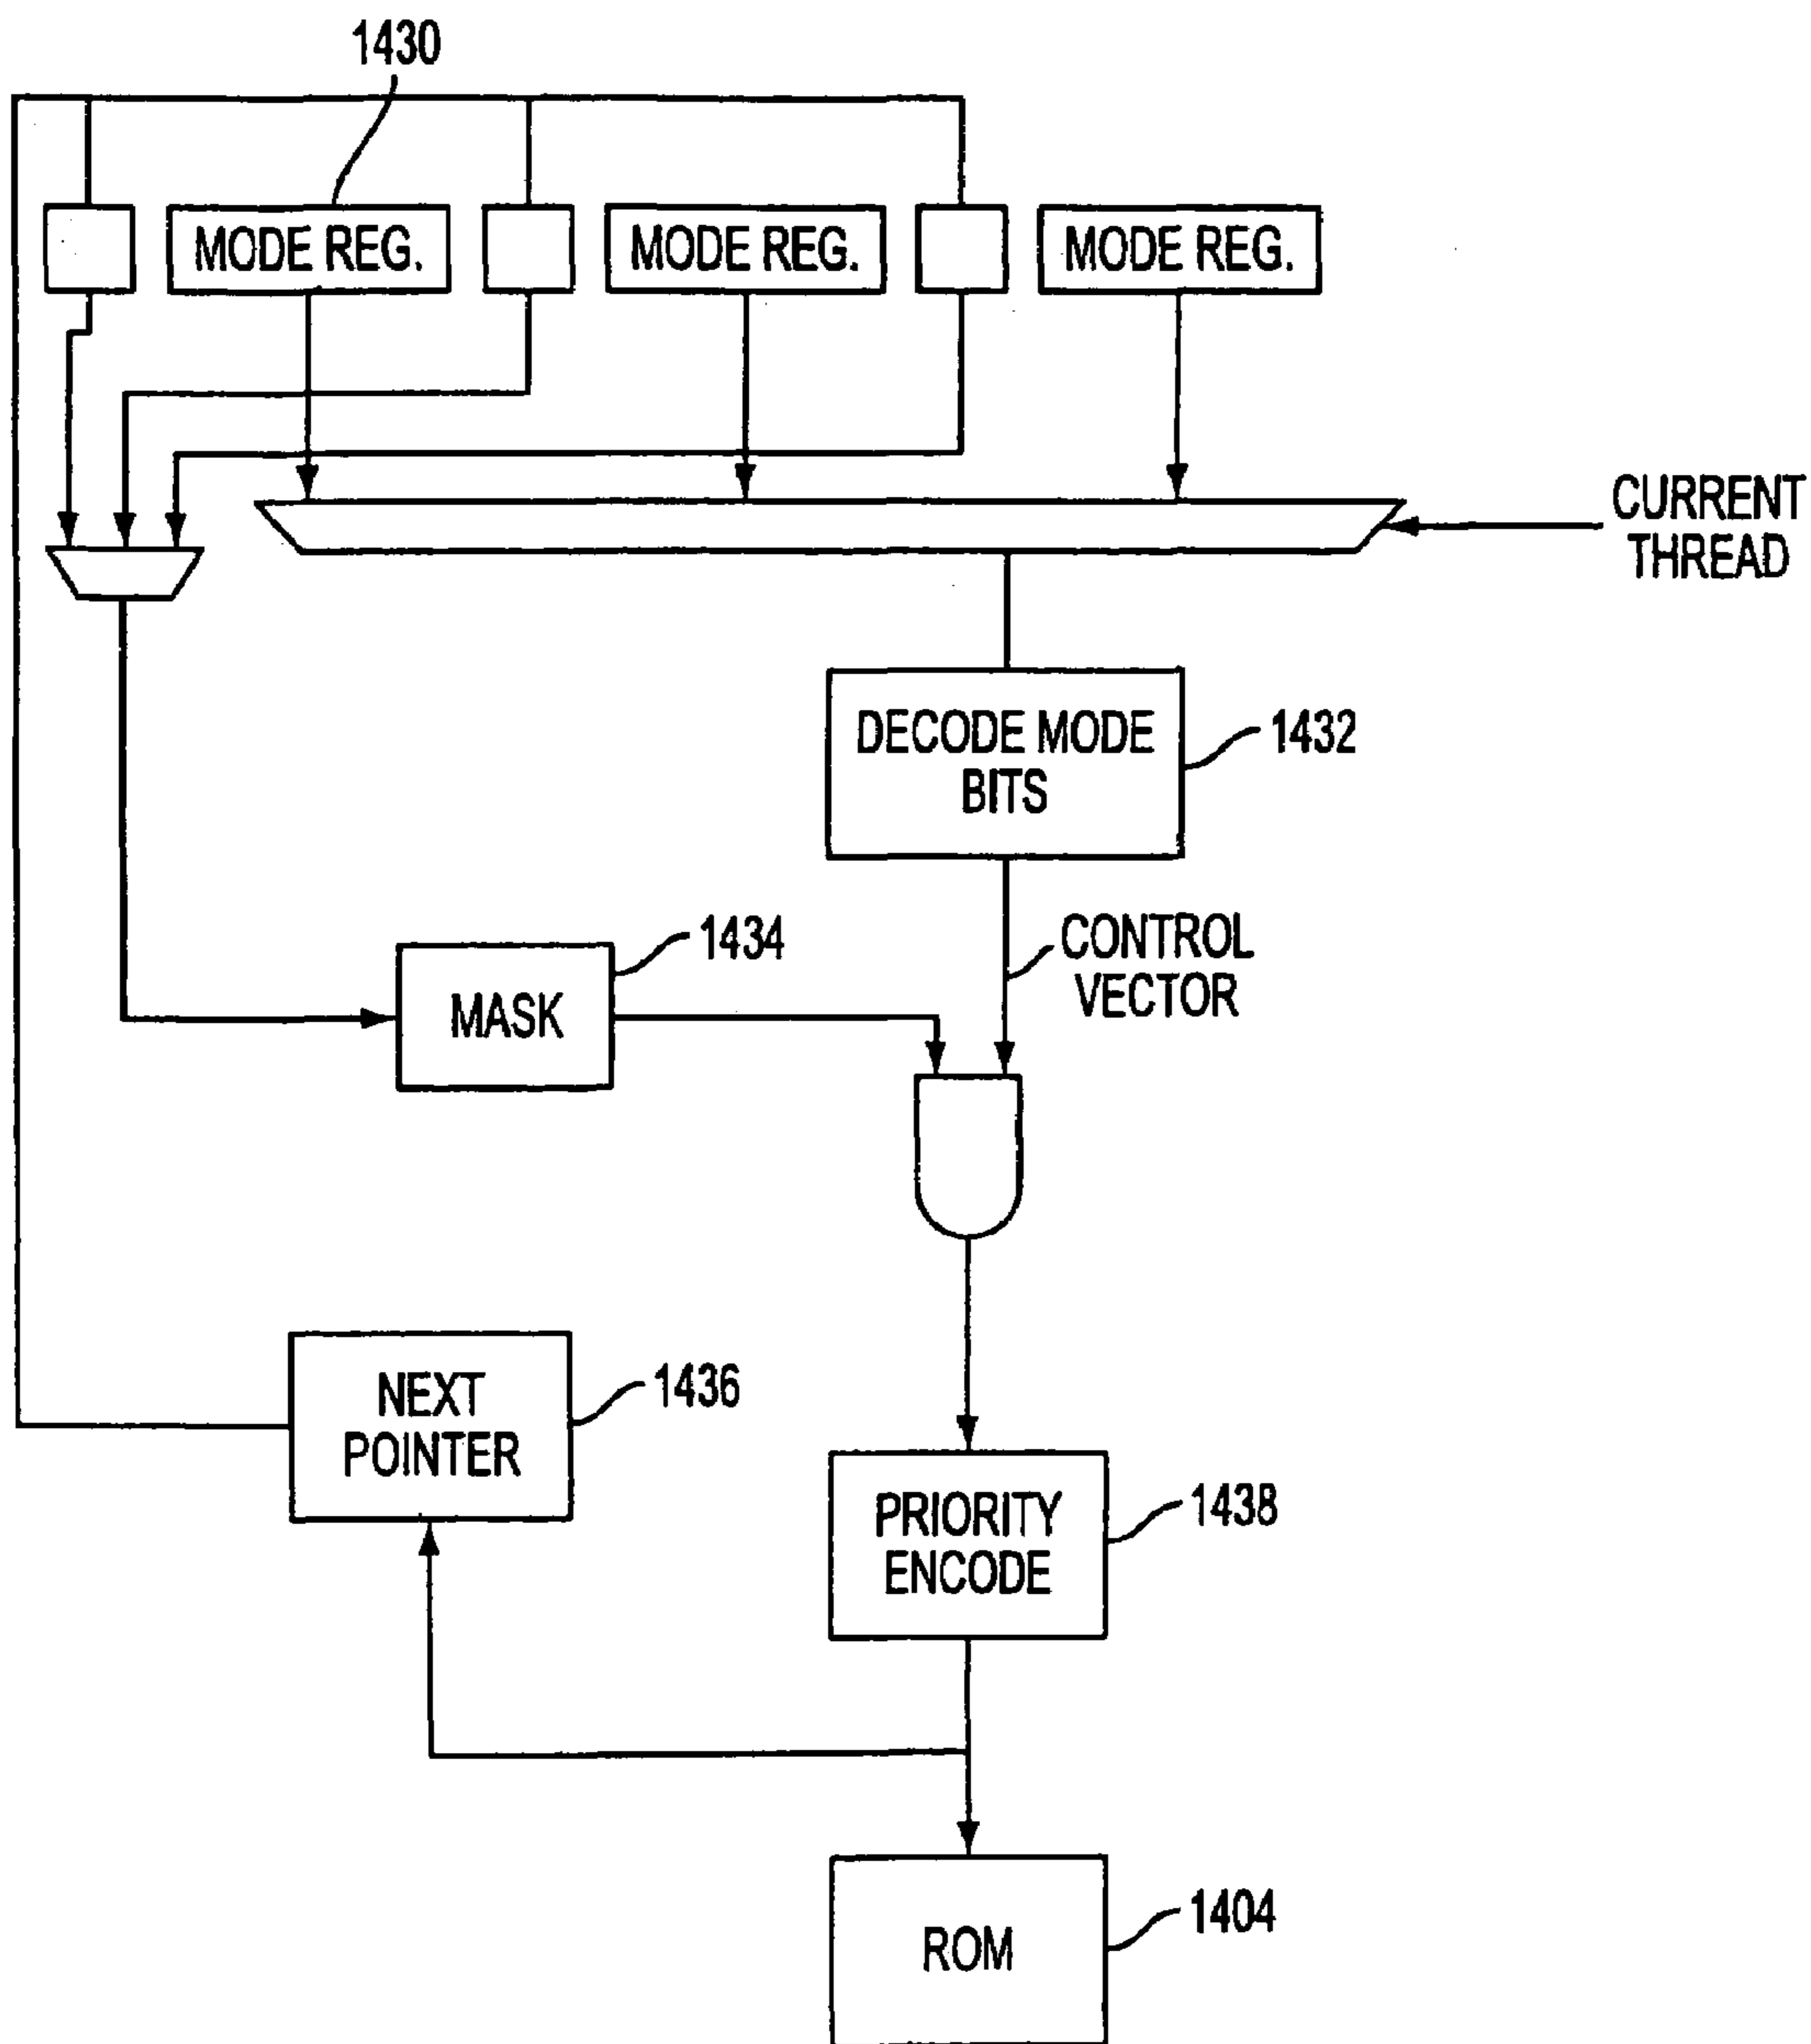 1430
MODE REG.
MODE REG.
MODE REG.
CURRENT
THREAD
DECODE MODE
BITS
1432
CONTROL
VECTOR
1434
MASK
NEXT
POINTER
1436
PRIORITY
ENCODE
1438
ROM
1404